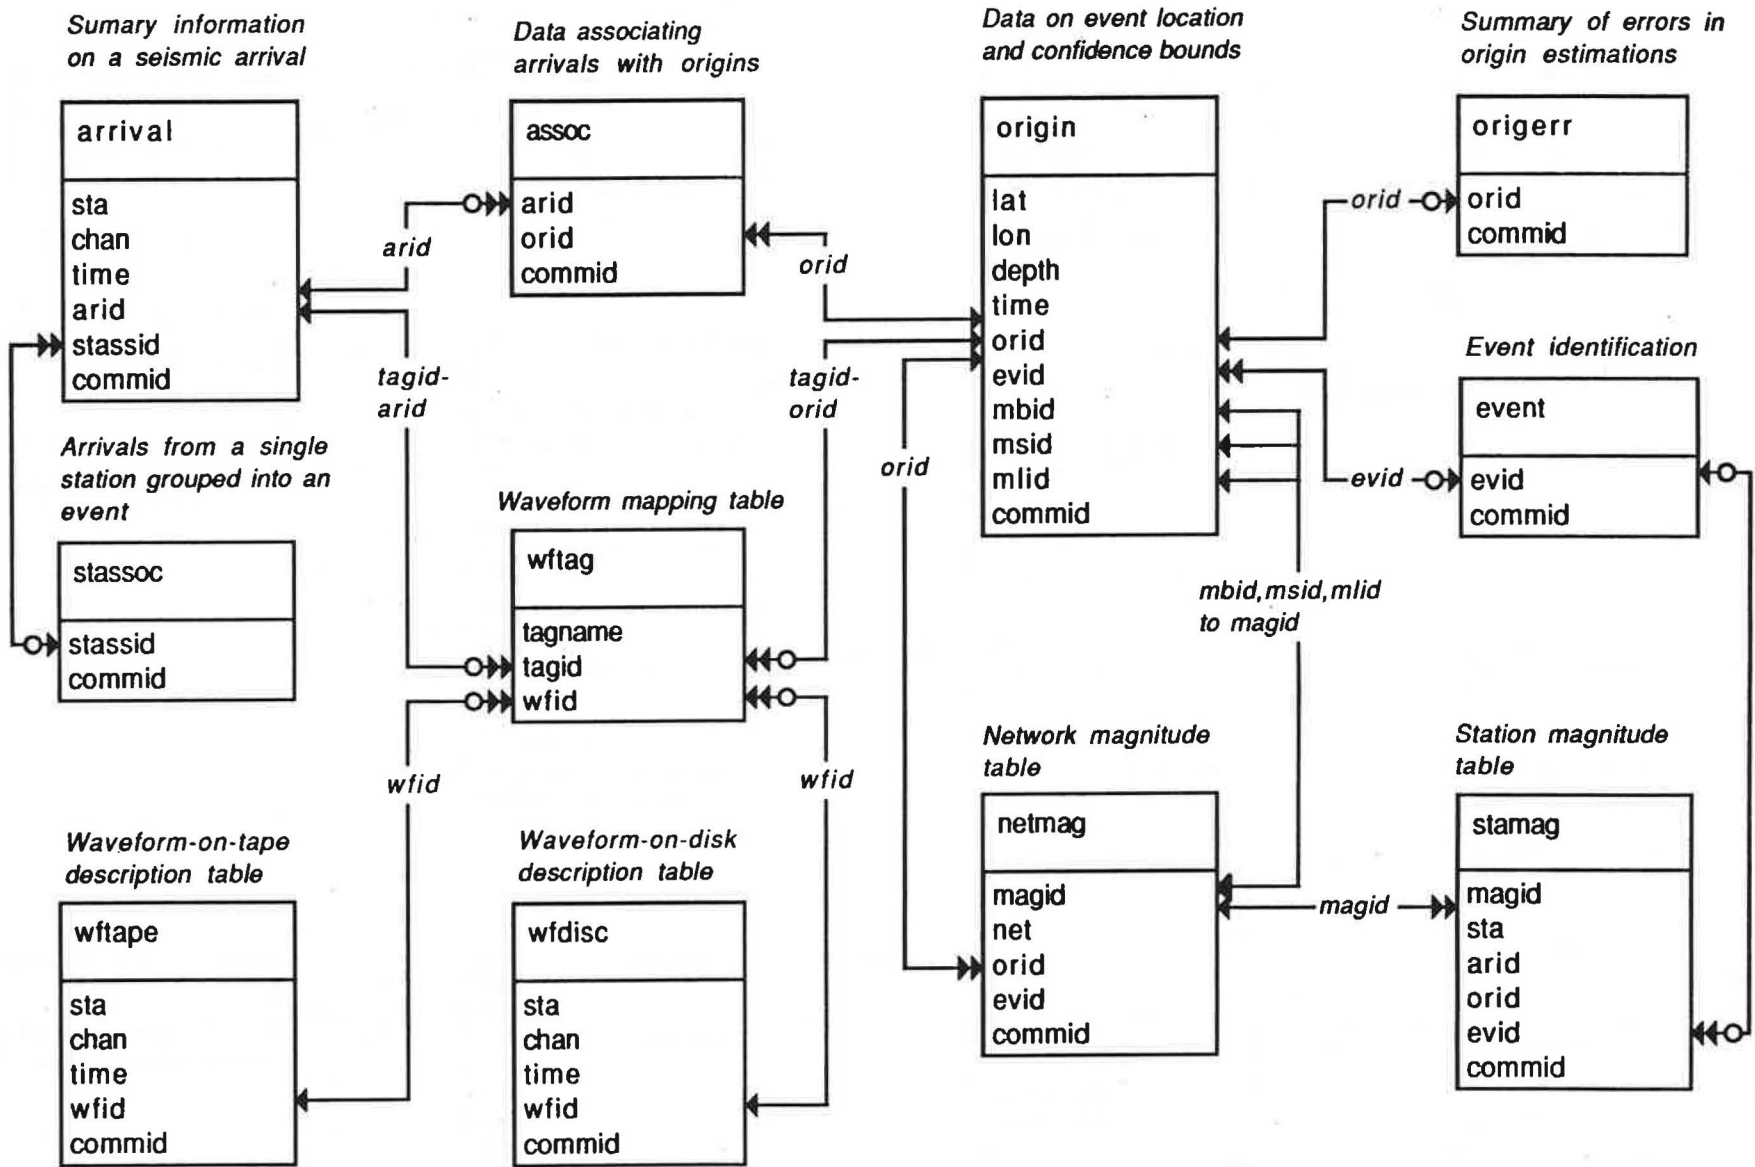 Sumary information
on a seismic arrival
arrival
sta
chan
time
arid
stassid
commid
Data associating
arrivals with origins
assoc
arid
orid
commid
Data on event location
and confidence bounds
origin
lat
lon
depth
time
orid
evid
mbid
msid
mlid
commid
Summary of errors in
origin estimations
origerr
orid
commid
arid
orid
orid
tagid-
arid
tagid-
orid
orid
Event identification
event
evid
commid
evid
Arrivals from a single
station grouped into an
event
stassoc
stassid
commid
Waveform mapping table
wftag
tagname
tagid
wfid
mbid,msid,mlid
to magid
wfid
wfid
Waveform-on-tape
description table
wftape
sta
chan
time
wfid
commid
Waveform-on-disk
description table
wfdisc
sta
chan
time
wfid
commid
Network magnitude
table
netmag
magid
net
orid
evid
commid
magid
Station magnitude
table
stamag
magid
sta
arid
orid
evid
commid